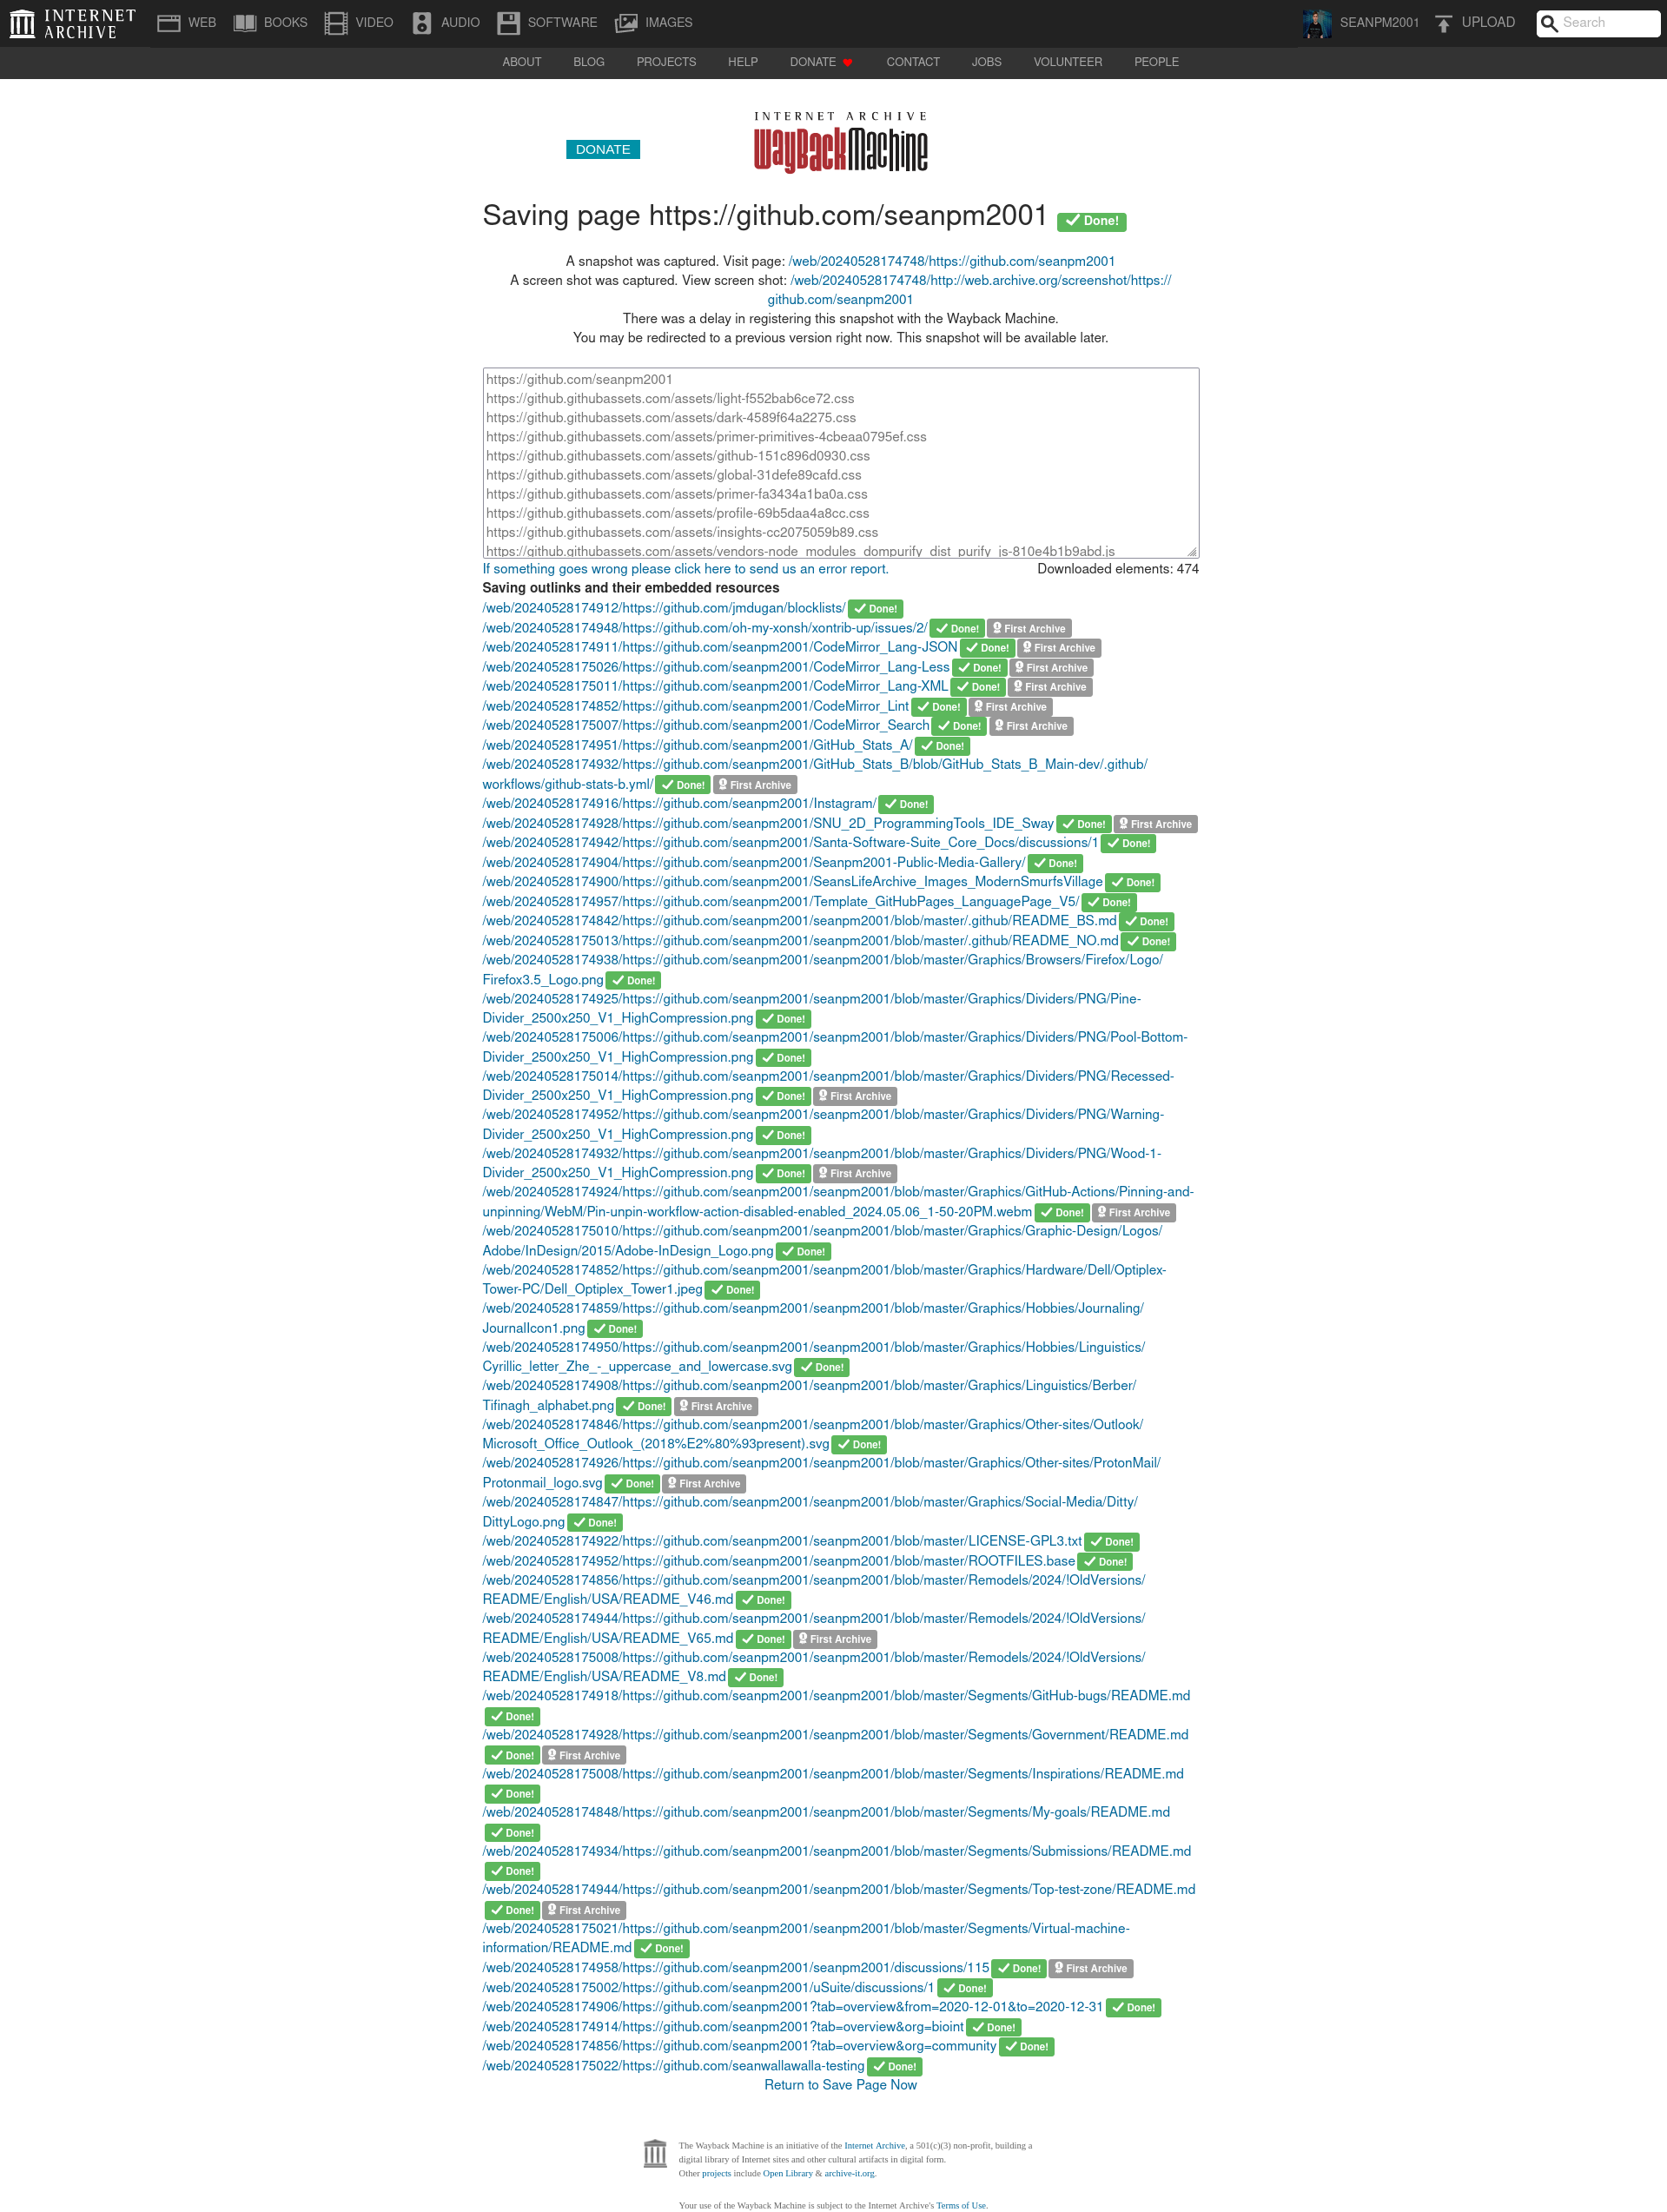 INTERNET ARCHIVE
WEB BOOKS VIDEO AUDIO SOFTWARE IMAGES SEANPM2001 UPLOAD Search
ABOUT BLOG PROJECTS HELP DONATE CONTACT JOBS VOLUNTEER PEOPLE
DONATE
INTERNET ARCHIVE
WayBackMachine
Saving page https://github.com/seanpm2001 Done!
A snapshot was captured. Visit page: /web/20240528174748/https://github.com/seanpm2001
A screen shot was captured. View screen shot: /web/20240528174748/http://web.archive.org/screenshot/https://
github.com/seanpm2001
There was a delay in registering this snapshot with the Wayback Machine.
You may be redirected to a previous version right now. This snapshot will be available later.
https://github.com/seanpm2001
https://github.githubassets.com/assets/light-f552bab6ce72.css
https://github.githubassets.com/assets/dark-4589f64a2275.css
https://github.githubassets.com/assets/primer-primitives-4cbeaa0795ef.css
https://github.githubassets.com/assets/github-151c896d0930.css
https://github.githubassets.com/assets/global-31defe89cafd.css
https://github.githubassets.com/assets/primer-fa3434a1ba0a.css
https://github.githubassets.com/assets/profile-69b5daa4a8cc.css
https://github.githubassets.com/assets/insights-cc2075059b89.css
https://github.githubassets.com/assets/vendors-node_modules_dompurify_dist_purify_js-810e4b1b9abd.js
If something goes wrong please click here to send us an error report. Downloaded elements: 474
Saving outlinks and their embedded resources
/web/20240528174912/https://github.com/jmdugan/blocklists/ Done!
/web/20240528174948/https://github.com/oh-my-xonsh/xontrib-up/issues/2/ Done! First Archive
/web/20240528174911/https://github.com/seanpm2001/CodeMirror_Lang-JSON Done! First Archive
/web/20240528175026/https://github.com/seanpm2001/CodeMirror_Lang-Less Done! First Archive
/web/20240528175011/https://github.com/seanpm2001/CodeMirror_Lang-XML Done! First Archive
/web/20240528174852/https://github.com/seanpm2001/CodeMirror_Lint Done! First Archive
/web/20240528175007/https://github.com/seanpm2001/CodeMirror_Search Done! First Archive
/web/20240528174951/https://github.com/seanpm2001/GitHub_Stats_A/ Done!
/web/20240528174932/https://github.com/seanpm2001/GitHub_Stats_B/blob/GitHub_Stats_B_Main-dev/.github/
workflows/github-stats-b.yml/ Done! First Archive
/web/20240528174916/https://github.com/seanpm2001/Instagram/ Done!
/web/20240528174928/https://github.com/seanpm2001/SNU_2D_ProgrammingTools_IDE_Sway Done! First Archive
/web/20240528174942/https://github.com/seanpm2001/Santa-Software-Suite_Core_Docs/discussions/1 Done!
/web/20240528174904/https://github.com/seanpm2001/Seanpm2001-Public-Media-Gallery/ Done!
/web/20240528174900/https://github.com/seanpm2001/SeansLifeArchive_Images_ModernSmurfsVillage Done!
/web/20240528174957/https://github.com/seanpm2001/Template_GitHubPages_LanguagePage_V5/ Done!
/web/20240528174842/https://github.com/seanpm2001/seanpm2001/blob/master/.github/README_BS.md Done!
/web/20240528175013/https://github.com/seanpm2001/seanpm2001/blob/master/.github/README_NO.md Done!
/web/20240528174938/https://github.com/seanpm2001/seanpm2001/blob/master/Graphics/Browsers/Firefox/Logo/
Firefox3.5_Logo.png Done!
/web/20240528174925/https://github.com/seanpm2001/seanpm2001/blob/master/Graphics/Dividers/PNG/Pine-
Divider_2500x250_V1_HighCompression.png Done!
/web/20240528175006/https://github.com/seanpm2001/seanpm2001/blob/master/Graphics/Dividers/PNG/Pool-Bottom-
Divider_2500x250_V1_HighCompression.png Done!
/web/20240528175014/https://github.com/seanpm2001/seanpm2001/blob/master/Graphics/Dividers/PNG/Recessed-
Divider_2500x250_V1_HighCompression.png Done! First Archive
/web/20240528174952/https://github.com/seanpm2001/seanpm2001/blob/master/Graphics/Dividers/PNG/Warning-
Divider_2500x250_V1_HighCompression.png Done!
/web/20240528174932/https://github.com/seanpm2001/seanpm2001/blob/master/Graphics/Dividers/PNG/Wood-1-
Divider_2500x250_V1_HighCompression.png Done! First Archive
/web/20240528174924/https://github.com/seanpm2001/seanpm2001/blob/master/Graphics/GitHub-Actions/Pinning-and-
unpinning/WebM/Pin-unpin-workflow-action-disabled-enabled_2024.05.06_1-50-20PM.webm Done! First Archive
/web/20240528175010/https://github.com/seanpm2001/seanpm2001/blob/master/Graphics/Graphic-Design/Logos/
Adobe/InDesign/2015/Adobe-InDesign_Logo.png Done!
/web/20240528174852/https://github.com/seanpm2001/seanpm2001/blob/master/Graphics/Hardware/Dell/Optiplex-
Tower-PC/Dell_Optiplex_Tower1.jpeg Done!
/web/20240528174859/https://github.com/seanpm2001/seanpm2001/blob/master/Graphics/Hobbies/Journaling/
JournalIcon1.png Done!
/web/20240528174950/https://github.com/seanpm2001/seanpm2001/blob/master/Graphics/Hobbies/Linguistics/
Cyrillic_letter_Zhe_-_uppercase_and_lowercase.svg Done!
/web/20240528174908/https://github.com/seanpm2001/seanpm2001/blob/master/Graphics/Linguistics/Berber/
Tifinagh_alphabet.png Done! First Archive
/web/20240528174846/https://github.com/seanpm2001/seanpm2001/blob/master/Graphics/Other-sites/Outlook/
Microsoft_Office_Outlook_(2018%E2%80%93present).svg Done!
/web/20240528174926/https://github.com/seanpm2001/seanpm2001/blob/master/Graphics/Other-sites/ProtonMail/
Protonmail_logo.svg Done! First Archive
/web/20240528174847/https://github.com/seanpm2001/seanpm2001/blob/master/Graphics/Social-Media/Ditty/
DittyLogo.png Done!
/web/20240528174922/https://github.com/seanpm2001/seanpm2001/blob/master/LICENSE-GPL3.txt Done!
/web/20240528174952/https://github.com/seanpm2001/seanpm2001/blob/master/ROOTFILES.base Done!
/web/20240528174856/https://github.com/seanpm2001/seanpm2001/blob/master/Remodels/2024/!OldVersions/
README/English/USA/README_V46.md Done!
/web/20240528174944/https://github.com/seanpm2001/seanpm2001/blob/master/Remodels/2024/!OldVersions/
README/English/USA/README_V65.md Done! First Archive
/web/20240528175008/https://github.com/seanpm2001/seanpm2001/blob/master/Remodels/2024/!OldVersions/
README/English/USA/README_V8.md Done!
/web/20240528174918/https://github.com/seanpm2001/seanpm2001/blob/master/Segments/GitHub-bugs/README.md
Done!
/web/20240528174928/https://github.com/seanpm2001/seanpm2001/blob/master/Segments/Government/README.md
Done! First Archive
/web/20240528175008/https://github.com/seanpm2001/seanpm2001/blob/master/Segments/Inspirations/README.md
Done!
/web/20240528174848/https://github.com/seanpm2001/seanpm2001/blob/master/Segments/My-goals/README.md
Done!
/web/20240528174934/https://github.com/seanpm2001/seanpm2001/blob/master/Segments/Submissions/README.md
Done!
/web/20240528174944/https://github.com/seanpm2001/seanpm2001/blob/master/Segments/Top-test-zone/README.md
Done! First Archive
/web/20240528175021/https://github.com/seanpm2001/seanpm2001/blob/master/Segments/Virtual-machine-
information/README.md Done!
/web/20240528174958/https://github.com/seanpm2001/seanpm2001/discussions/115 Done! First Archive
/web/20240528175002/https://github.com/seanpm2001/uSuite/discussions/1 Done!
/web/20240528174906/https://github.com/seanpm2001?tab=overview&from=2020-12-01&to=2020-12-31 Done!
/web/20240528174914/https://github.com/seanpm2001?tab=overview&org=bioint Done!
/web/20240528174856/https://github.com/seanpm2001?tab=overview&org=community Done!
/web/20240528175022/https://github.com/seanwallawalla-testing Done!
Return to Save Page Now
The Wayback Machine is an initiative of the Internet Archive, a 501(c)(3) non-profit, building a
digital library of Internet sites and other cultural artifacts in digital form.
Other projects include Open Library & archive-it.org.
Your use of the Wayback Machine is subject to the Internet Archive's Terms of Use.